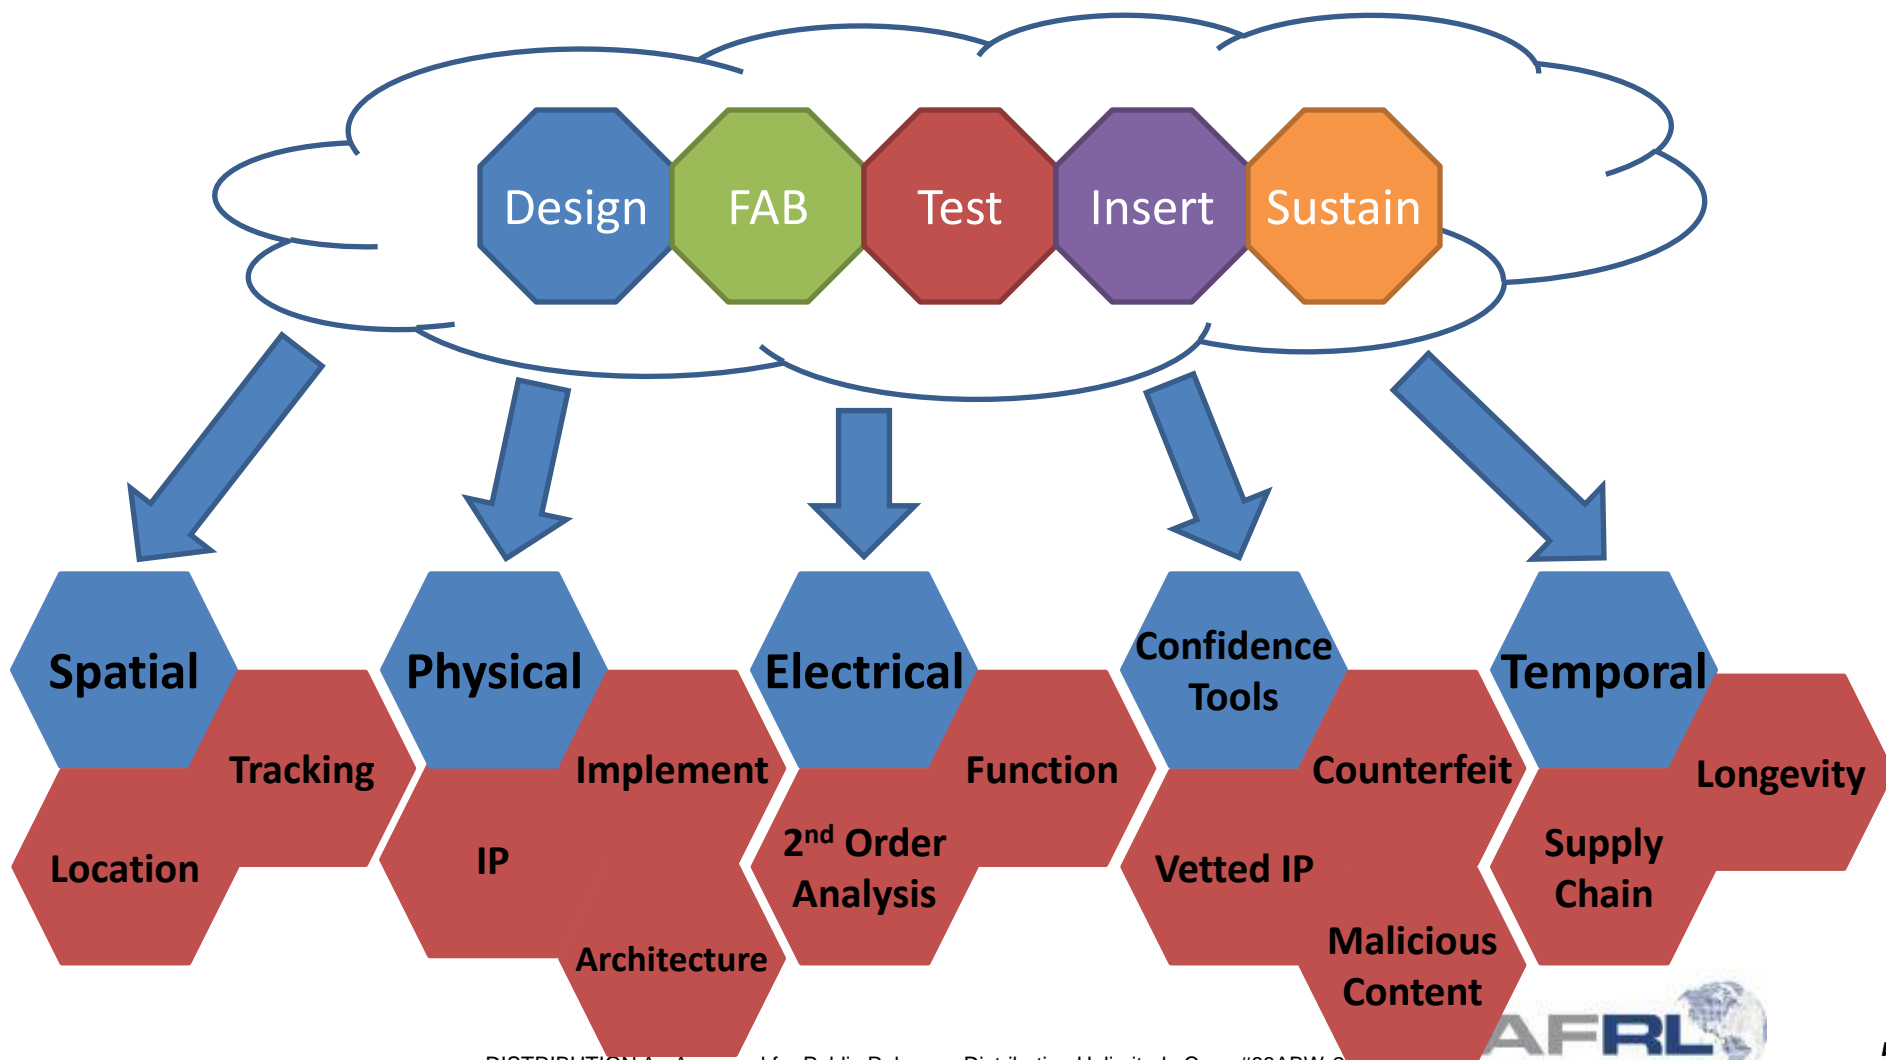 Design FAB Test Insert Sustain
Spatial
Tracking
Location
Physical
Implement
IP
Architecture
Electrical
Function
2nd Order
Analysis
Confidence
Tools
Counterfeit
Vetted IP
Malicious
Content
Temporal
Longevity
Supply
Chain
AFRL